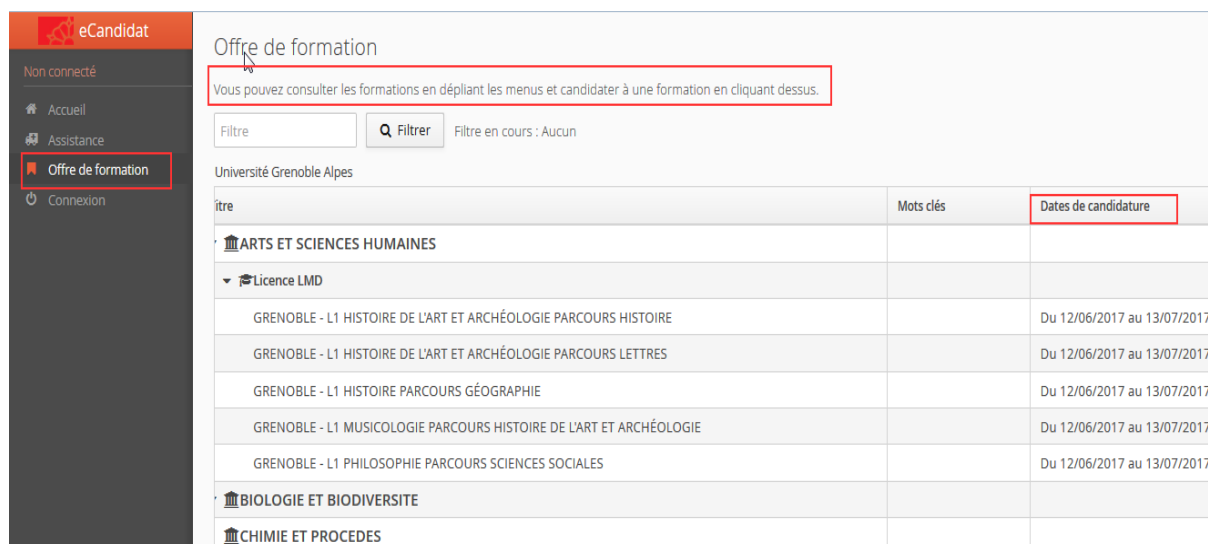 eCandidat
Non connecté
Accueil
Assistance
Offre de formation
Connexion
Offre de formation
Vous pouvez consulter les formations en dépliant les menus et candidater à une formation en cliquant dessus.
Filtre Filtrer Filtre en cours : Aucun
Université Grenoble Alpes
itre Mots clés Dates de candidature
ARTS ET SCIENCES HUMAINES
Licence LMD
GRENOBLE - L1 HISTOIRE DE L'ART ET ARCHÉOLOGIE PARCOURS HISTOIRE Du 12/06/2017 au 13/07/2017
GRENOBLE - L1 HISTOIRE DE L'ART ET ARCHÉOLOGIE PARCOURS LETTRES Du 12/06/2017 au 13/07/2017
GRENOBLE - L1 HISTOIRE PARCOURS GÉOGRAPHIE Du 12/06/2017 au 13/07/2017
GRENOBLE - L1 MUSICOLOGIE PARCOURS HISTOIRE DE L'ART ET ARCHÉOLOGIE Du 12/06/2017 au 13/07/2017
GRENOBLE - L1 PHILOSOPHIE PARCOURS SCIENCES SOCIALES Du 12/06/2017 au 13/07/2017
BIOLOGIE ET BIODIVERSITE
CHIMIE ET PROCEDES